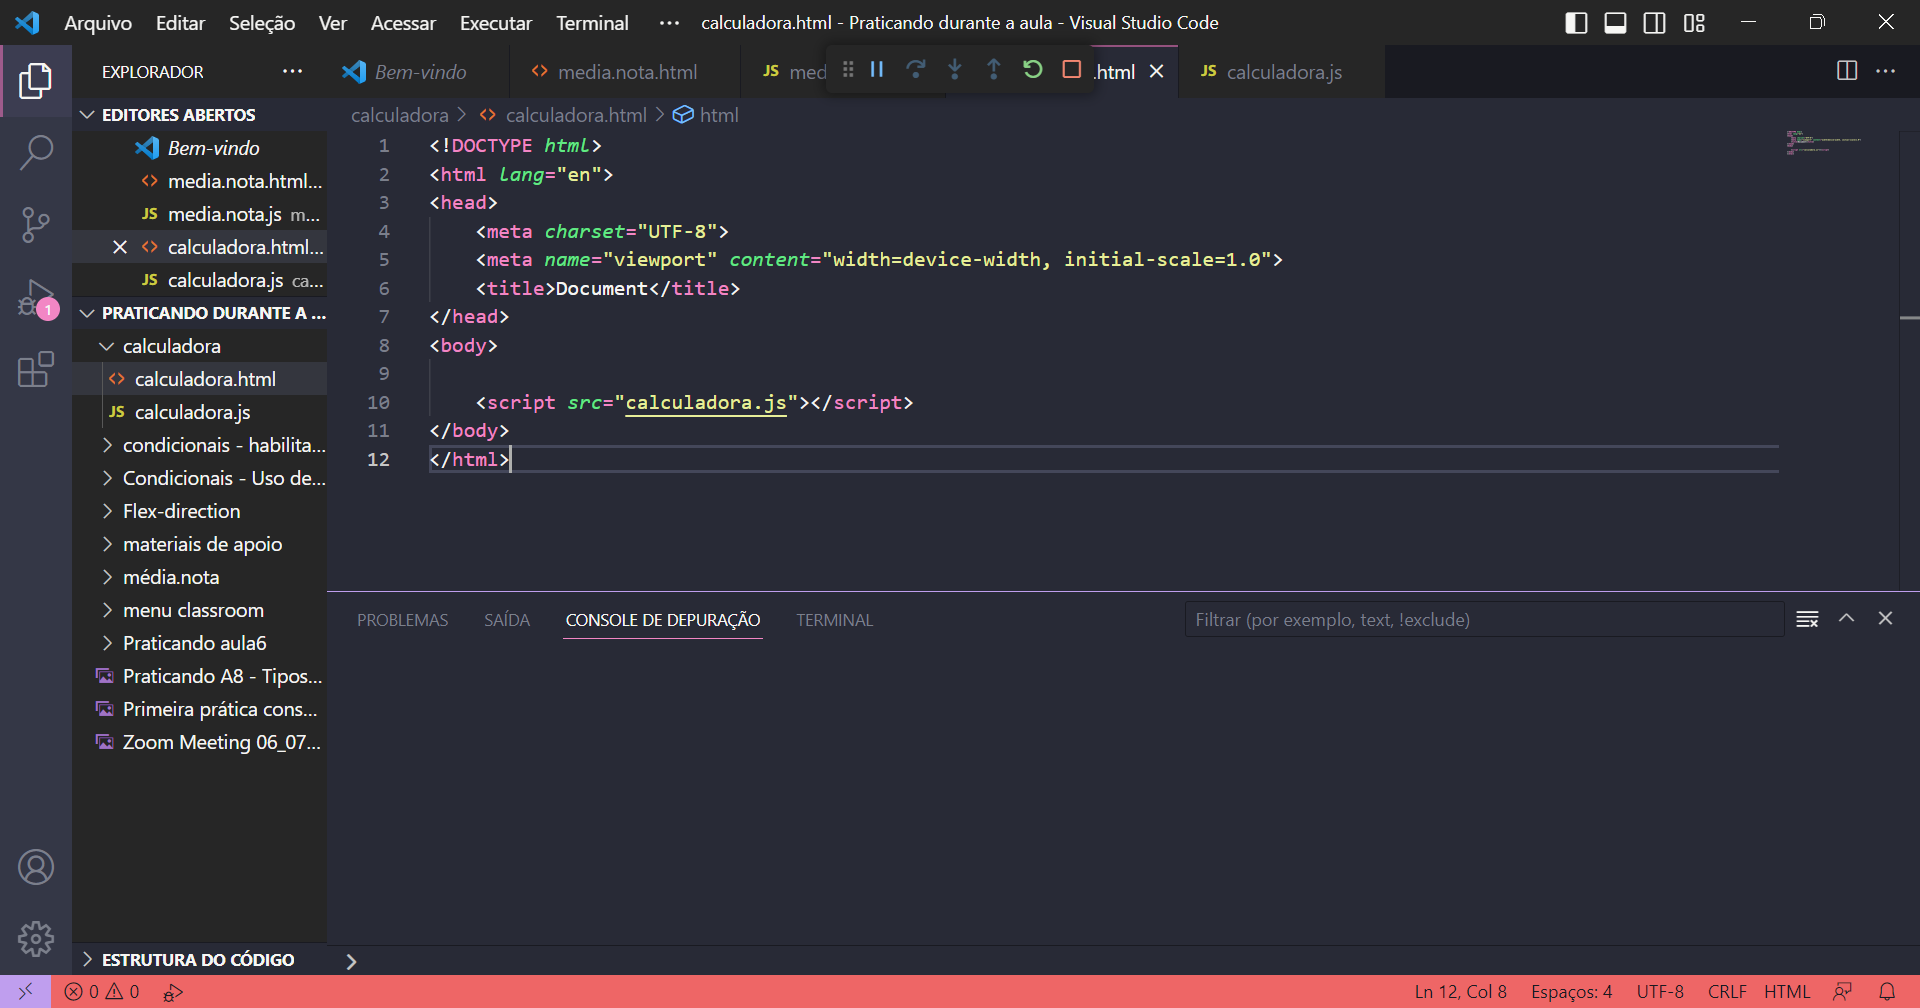 Arquivo Editar Seleção Ver Acessar Executar Terminal ··· calculadora.html - Praticando durante a aula - Visual Studio Code
EXPLORADOR ···
Bem-vindo
media.nota.html
JS med
.html
JS calculadora.js
EDITORES ABERTOS
Bem-vindo
media.nota.html...
JS media.nota.js m...
calculadora.html...
JS calculadora.js ca...
PRATICANDO DURANTE A ...
calculadora
calculadora.html
JS calculadora.js
condicionais - habilita...
Condicionais - Uso de...
Flex-direction
materiais de apoio
média.nota
menu classroom
Praticando aula6
Praticando A8 - Tipos...
Primeira prática cons...
Zoom Meeting 06_07...
ESTRUTURA DO CÓDIGO
1
calculadora > calculadora.html > html
1 <!DOCTYPE html>
2 <html lang="en">
3 <head>
4 <meta charset="UTF-8">
5 <meta name="viewport" content="width=device-width, initial-scale=1.0">
6 <title>Document</title>
7 </head>
8 <body>
9
10 <script src="calculadora.js"></script>
11 </body>
12 </html>
PROBLEMAS SAÍDA CONSOLE DE DEPURAÇÃO TERMINAL Filtrar (por exemplo, text, !exclude)
0 0 Ln 12, Col 8 Espaços: 4 UTF-8 CRLF HTML